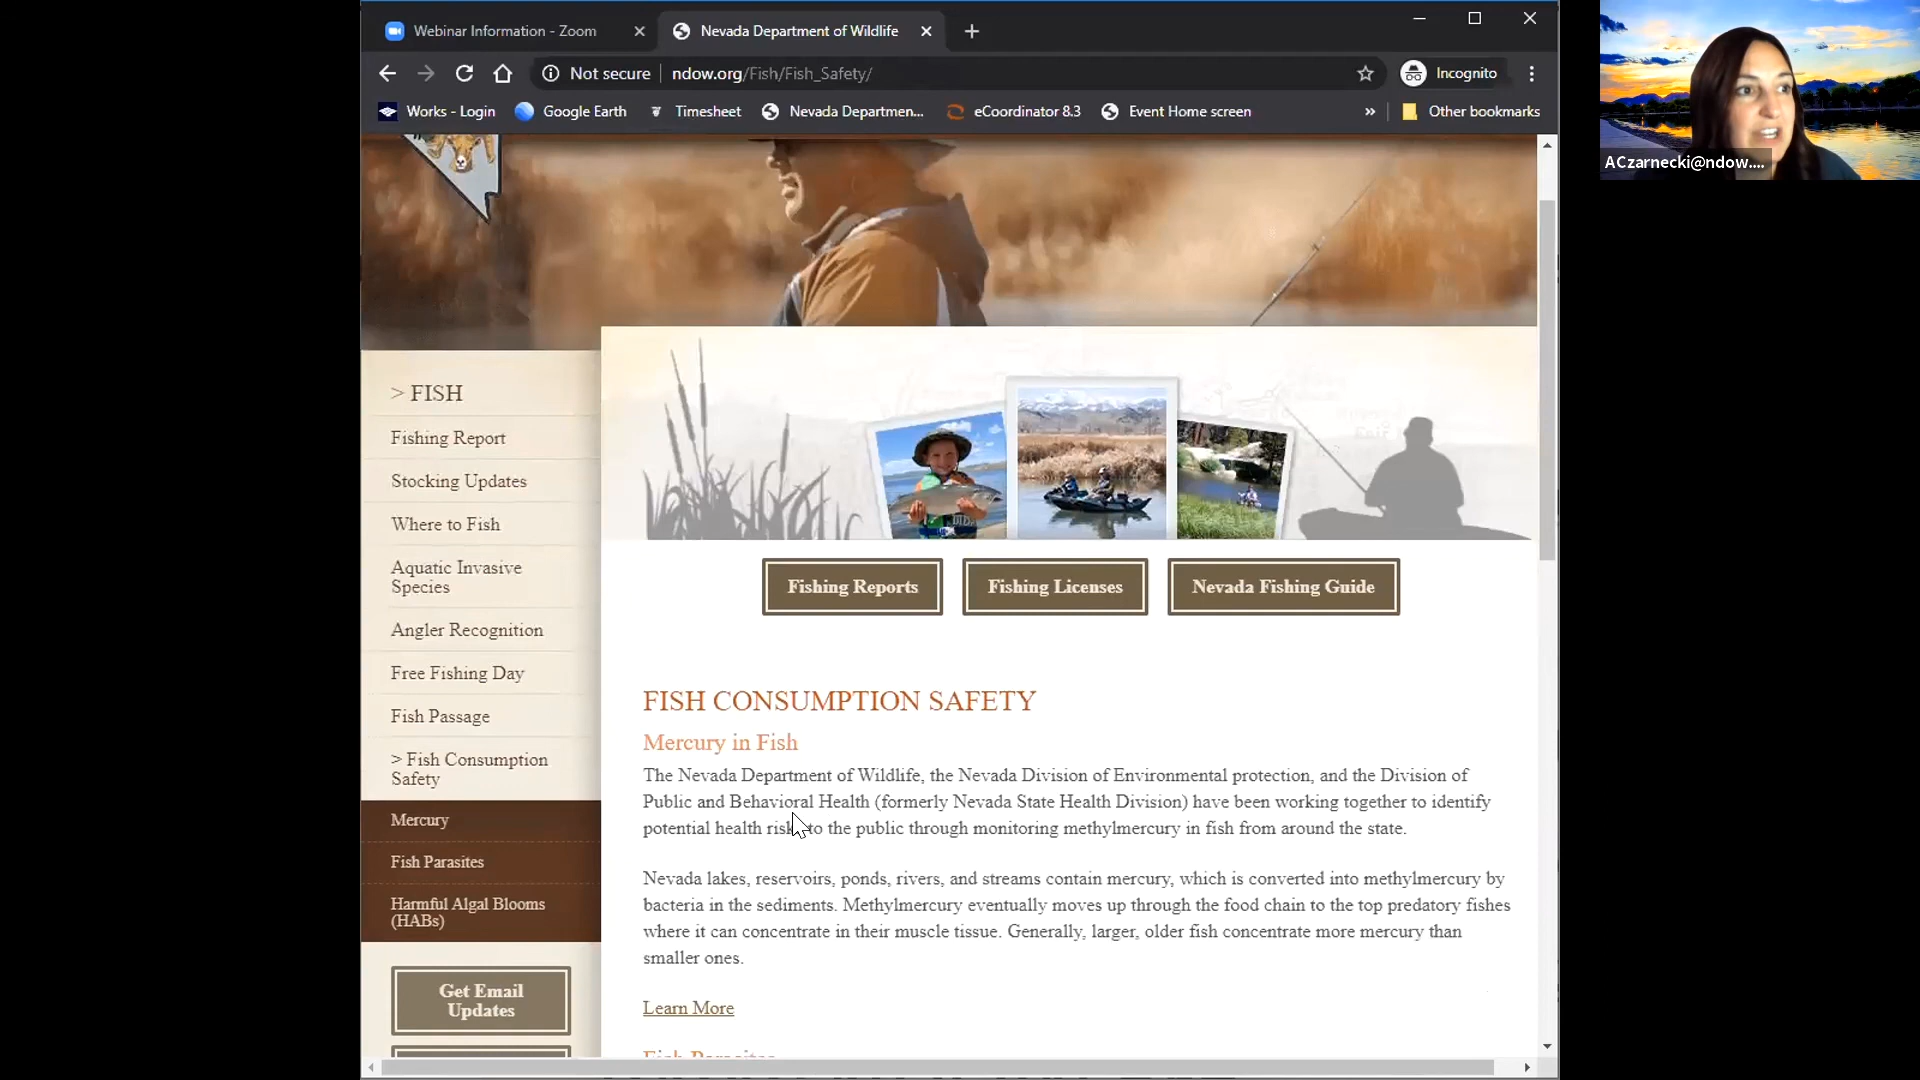 Webinar Information - Zoom
Nevada Department of Wildlife
Not secure
ndow.org/Fish/Fish_Safety/
Incognito
Works - Login
Google Earth
Timesheet
Nevada Departmen...
eCoordinator 8.3
Event Home screen
»
Other bookmarks
ACzarnecki@ndow....
> FISH
Fishing Report
Stocking Updates
Where to Fish
Aquatic Invasive
Species
Angler Recognition
Free Fishing Day
Fish Passage
> Fish Consumption
Safety
Mercury
Fish Parasites
Harmful Algal Blooms
(HABs)
Get Email
Updates
Fishing Reports
Fishing Licenses
Nevada Fishing Guide
FISH CONSUMPTION SAFETY
Mercury in Fish
The Nevada Department of Wildlife, the Nevada Division of Environmental protection, and the Division of
Public and Behavioral Health (formerly Nevada State Health Division) have been working together to identify
potential health risks to the public through monitoring methylmercury in fish from around the state.
Nevada lakes, reservoirs, ponds, rivers, and streams contain mercury, which is converted into methylmercury by
bacteria in the sediments. Methylmercury eventually moves up through the food chain to the top predatory fishes
where it can concentrate in their muscle tissue. Generally, larger, older fish concentrate more mercury than
smaller ones.
Learn More
Fish Parasites